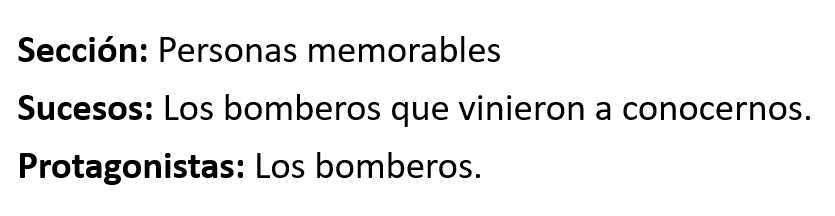 Sección: Personas memorables
Sucesos: Los bomberos que vinieron a conocernos.
Protagonistas: Los bomberos.